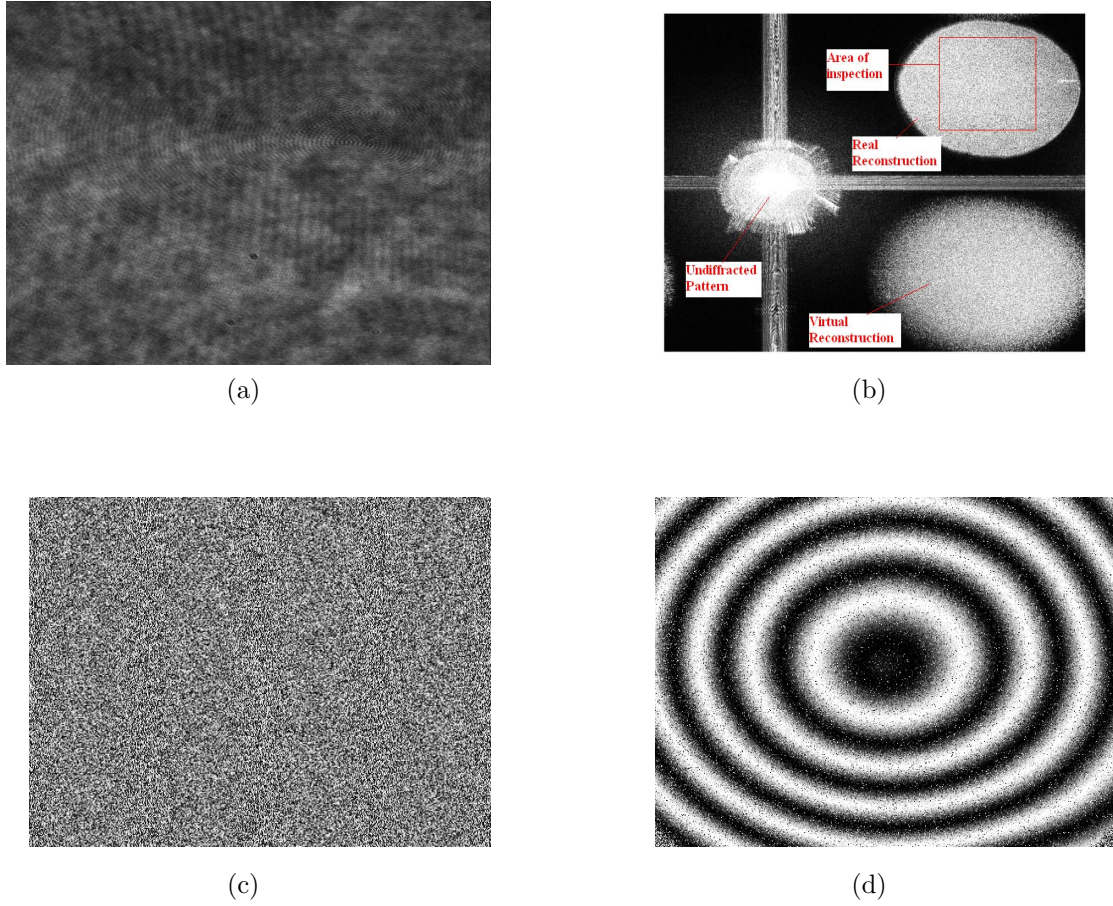 (a)
Area of
inspection
Real
Reconstruction
Undiffracted
Pattern
Virtual
Reconstruction
(b)
(c)
(d)